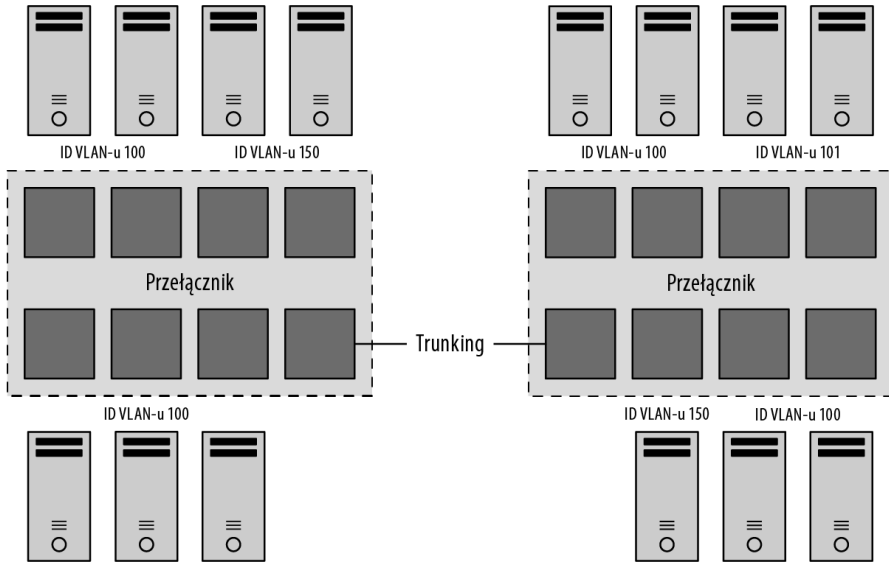 ID VLAN-u 100
ID VLAN-u 150
ID VLAN-u 100
ID VLAN-u 101
Przełącznik
Przełącznik
Trunking
ID VLAN-u 100
ID VLAN-u 150
ID VLAN-u 100